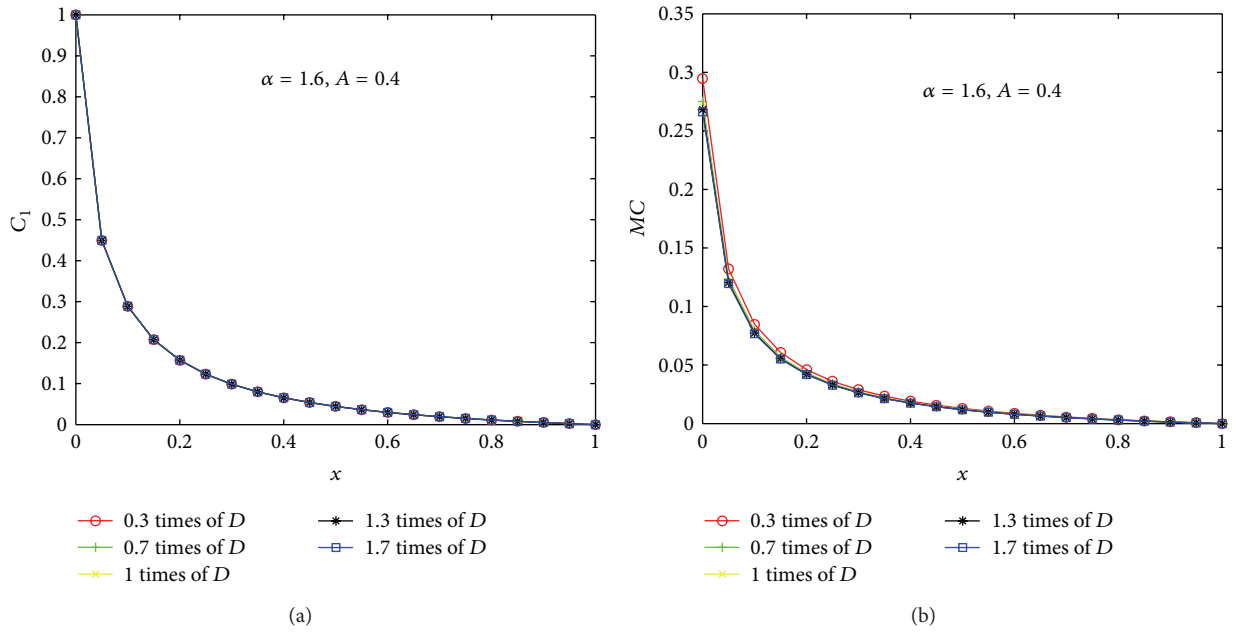 1
0.9
0.8
0.7
0.6
0.5
0.4
0.3
0.2
0.1
0
C₁
α = 1.6, A = 0.4
0 0.2 0.4 0.6 0.8 1
x
0.3 times of D
0.7 times of D
1 times of D
1.3 times of D
1.7 times of D
(a)
0.35
0.3
0.25
0.2
0.15
0.1
0.05
0
MC
α = 1.6, A = 0.4
0 0.2 0.4 0.6 0.8 1
x
0.3 times of D
0.7 times of D
1 times of D
1.3 times of D
1.7 times of D
(b)